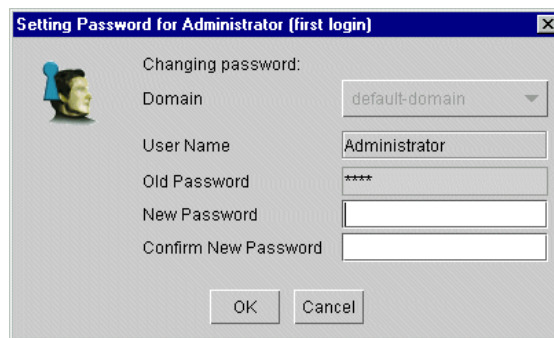 Setting Password for Administrator (first login)
Changing password:
Domain default-domain
User Name Administrator
Old Password ****
New Password
Confirm New Password
OK Cancel